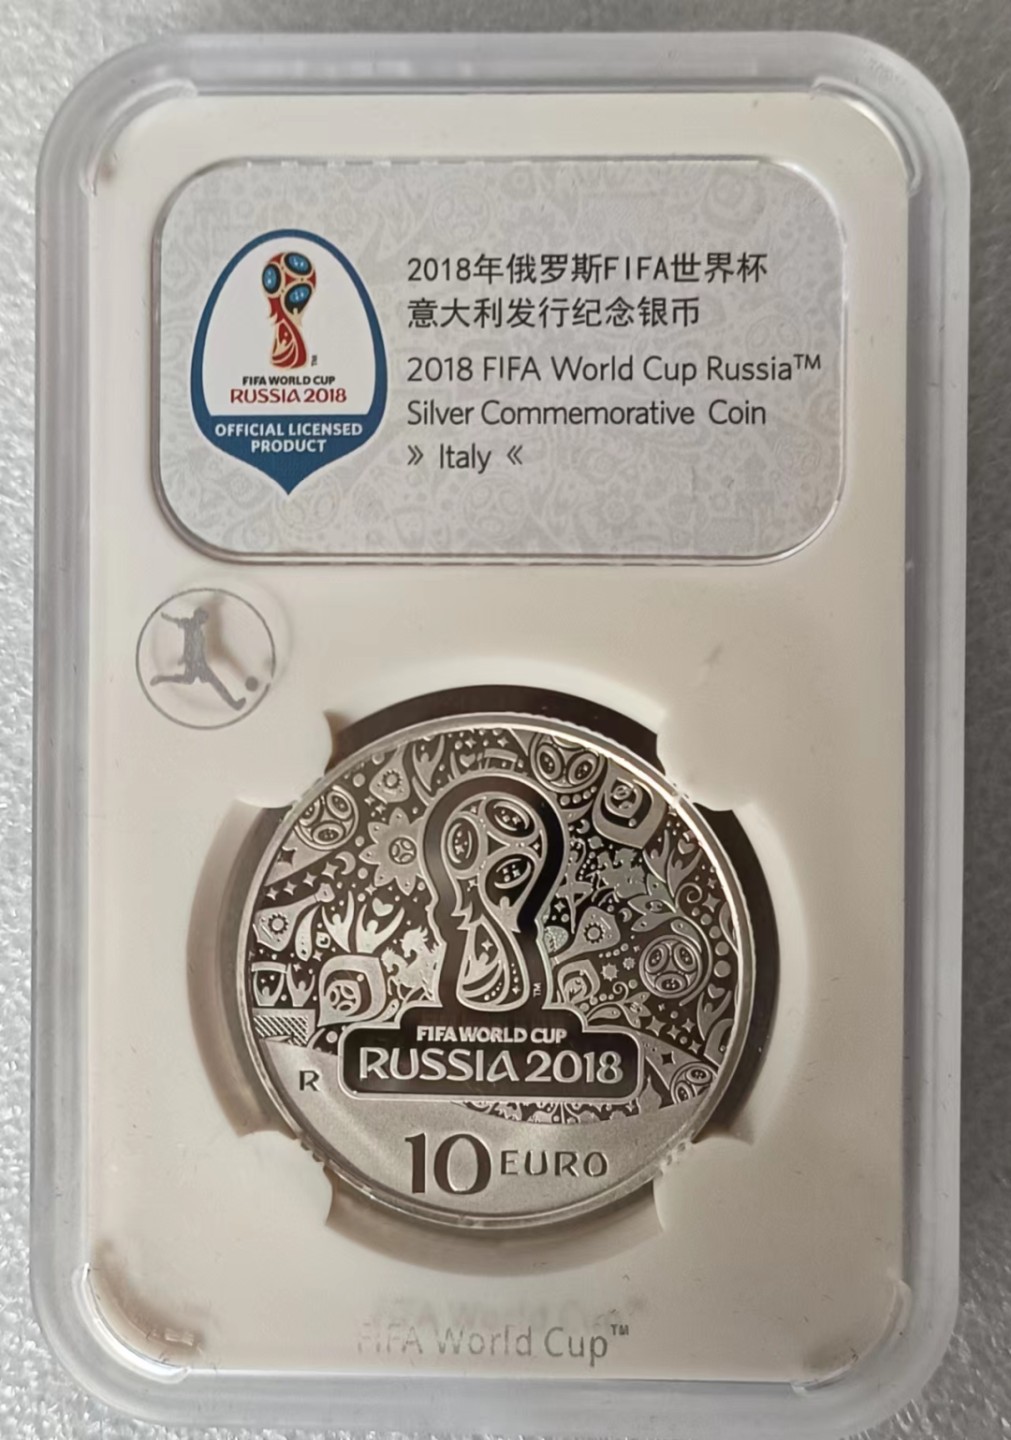 2018年俄罗斯FIFA世界杯
意大利发行纪念银币
2018 FIFA World Cup Russia™
Silver Commemorative Coin
» Italy «
TM
FIFA WORLD CUP
RUSSIA 2018
OFFICIAL LICENSED
PRODUCT
TM
FIFA WORLD CUP
RUSSIA 2018
R
10 EURO
FIFA World Cup™